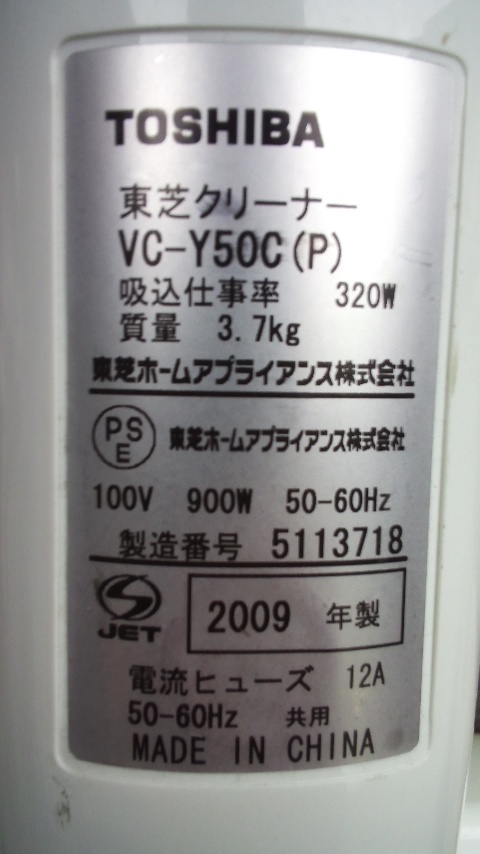 TOSHIBA
東芝クリーナー
VC-Y50C(P)
吸込仕事率 320W
質量 3.7kg
東芝ホームアプライアンス株式会社
PSE 東芝ホームアプライアンス株式会社
100V 900W 50-60Hz
製造番号 5113718
JET 2009 年製
電流ヒューズ 12A
50-60Hz 共用
MADE IN CHINA